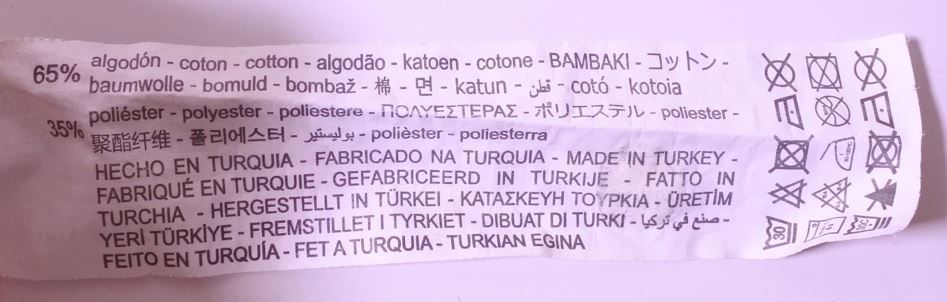 65% algodón - coton - cotton - algodão - katoen - cotone - BAMBAKI - コットン -
baumwolle - bomuld - bombaž - 棉 - 면 - katun - قطن - cotó - kotoia
35% poliéster - polyester - poliestere - ΠΟΛΥΕΣΤΕΡΑΣ - ポリエステル - poliester -
聚酯纤维 - 폴리에스터 - بوليستير - polièster - poliesterra
HECHO EN TURQUIA - FABRICADO NA TURQUIA - MADE IN TURKEY -
FABRIQUÉ EN TURQUIE - GEFABRICEERD IN TURKIJE - FATTO IN
TURCHIA - HERGESTELLT IN TÜRKEI - ΚΑΤΑΣΚΕΥΗ ΤΟΥΡΚΙΑ - ÜRETİM
YERİ TÜRKİYE - FREMSTILLET I TYRKIET - DIBUAT DI TURKI - صنع في تركيا -
FEITO EN TURQUÍA - FET A TURQUIA - TURKIAN EGINA
30